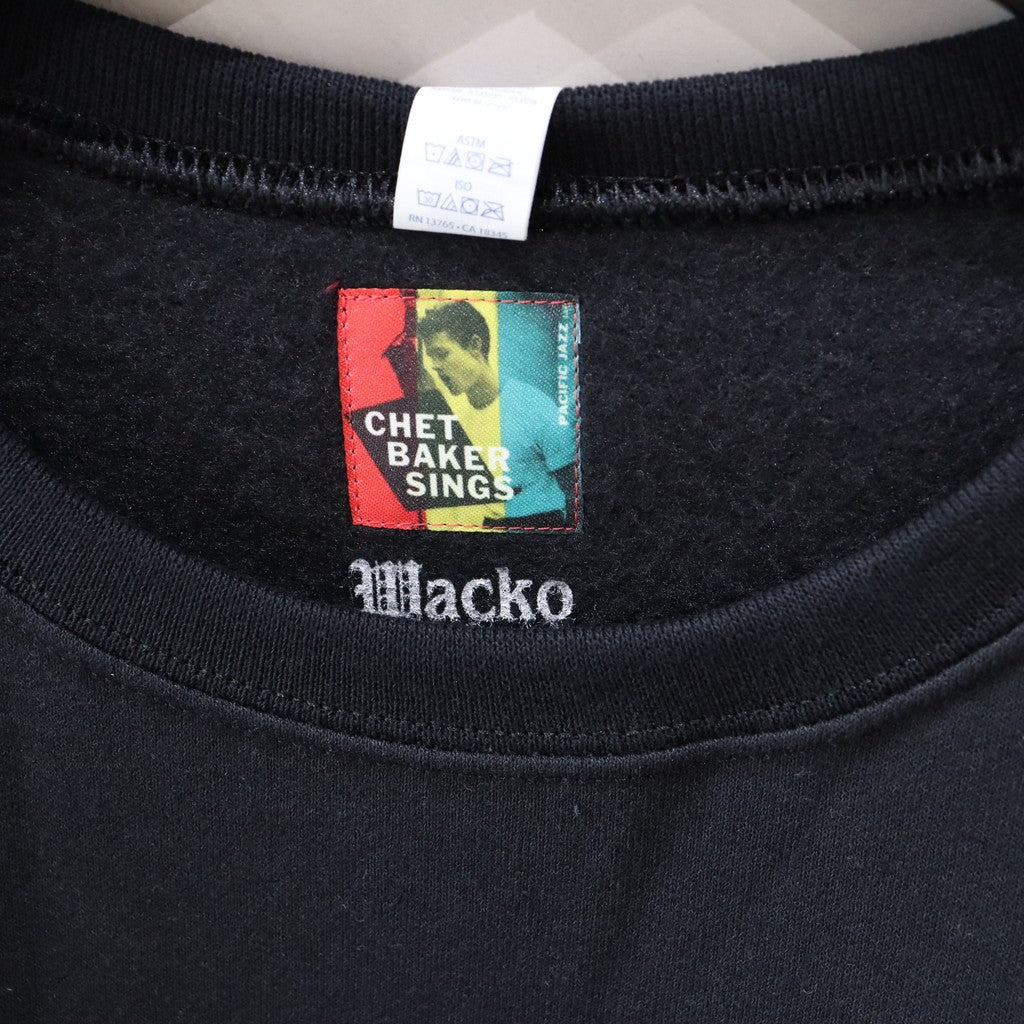 ASTM
ISO
RN 13765 - CA 18345
PACIFIC JAZZ
CHET
BAKER
SINGS
Wacko